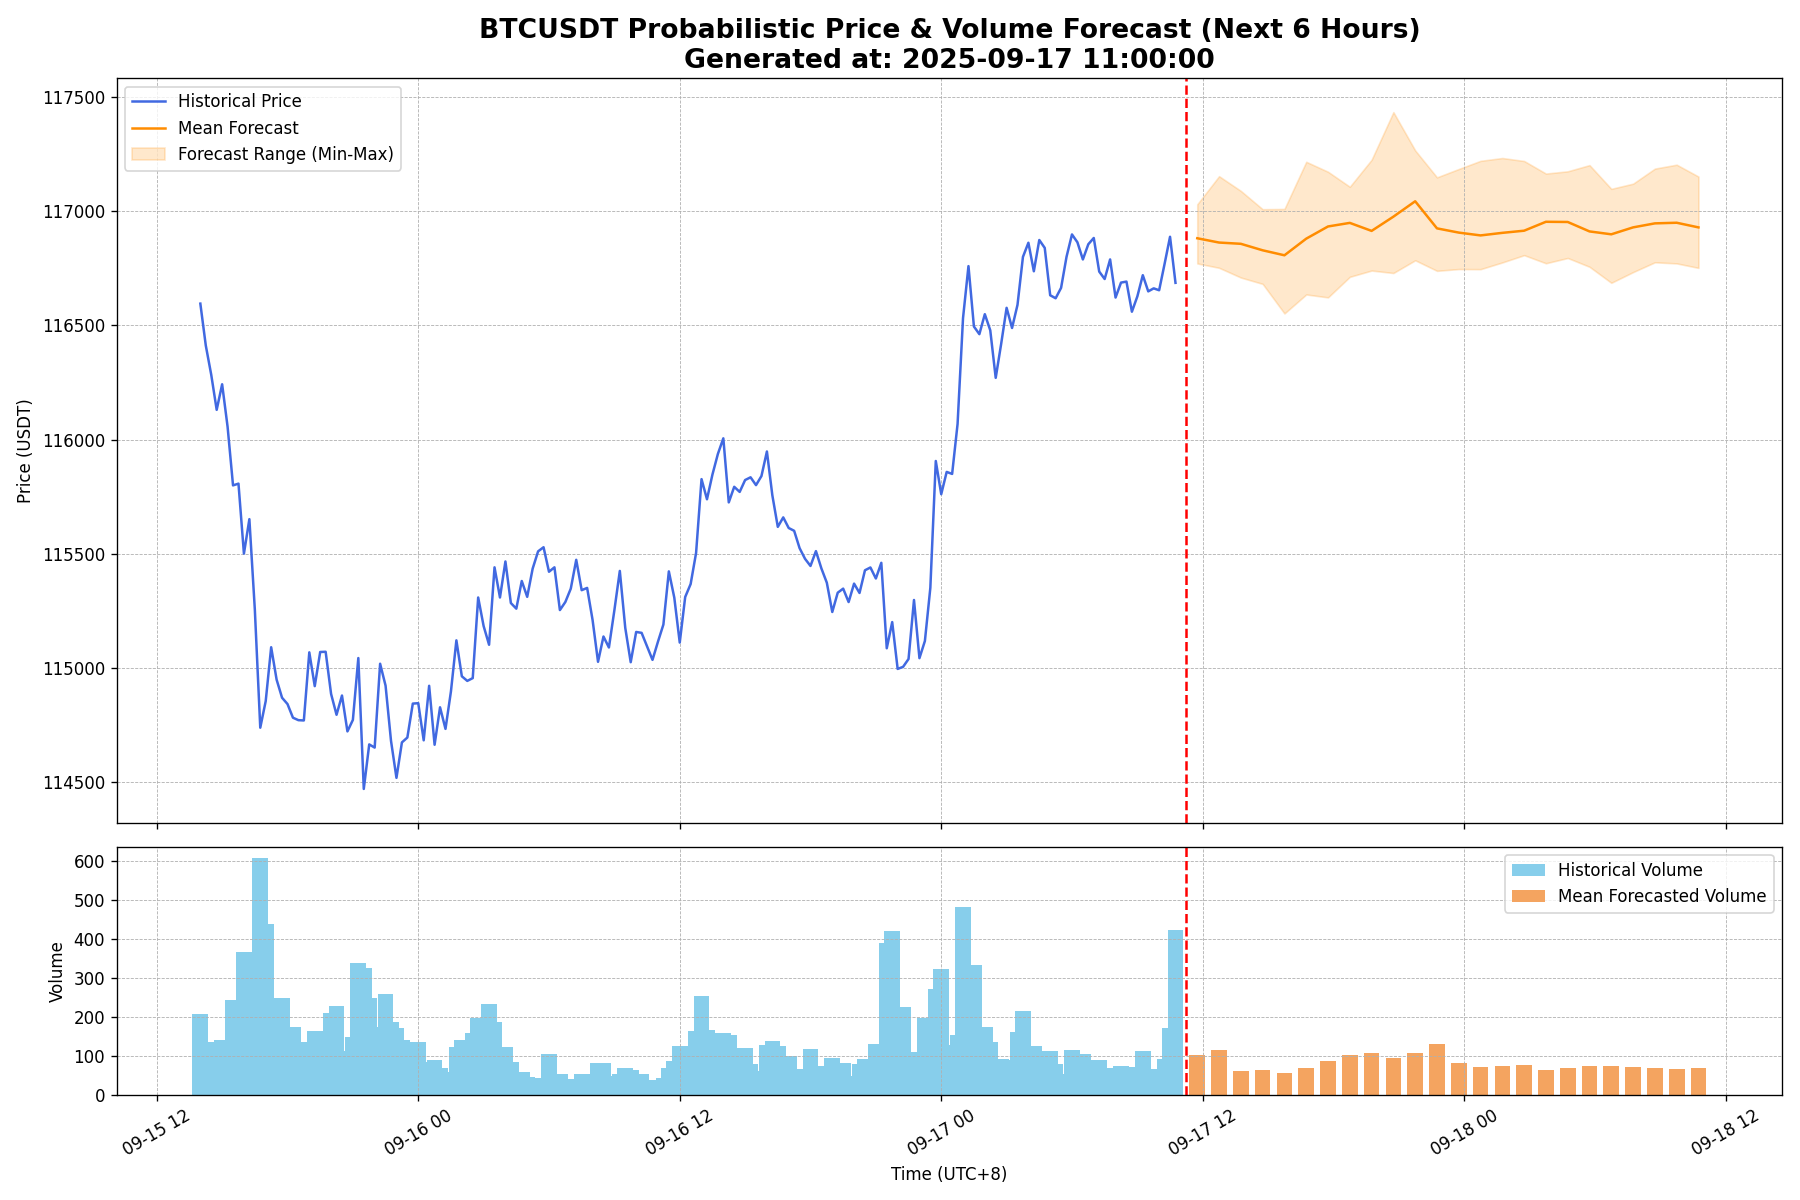 BTCUSDT Probabilistic Price & Volume Forecast (Next 6 Hours)
Generated at: 2025-09-17 11:00:00
Historical Price
Mean Forecast
Forecast Range (Min-Max)
117500
117000
116500
116000
115500
115000
114500
Price (USDT)
Historical Volume
Mean Forecasted Volume
600
500
400
300
200
100
0
Volume
09-15 12
09-16 00
09-16 12
09-17 00
09-17 12
09-18 00
09-18 12
Time (UTC+8)